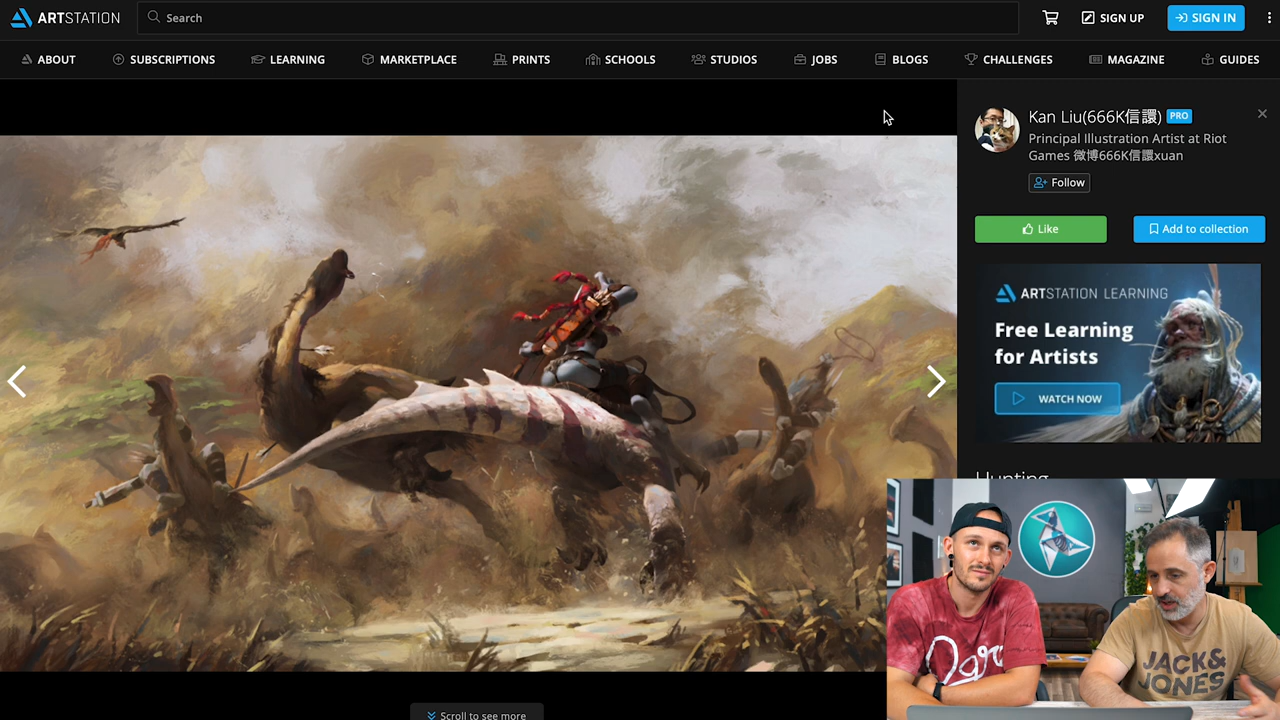 ARTSTATION
Search
SIGN UP
SIGN IN
ABOUT
SUBSCRIPTIONS
LEARNING
MARKETPLACE
PRINTS
SCHOOLS
STUDIOS
JOBS
BLOGS
CHALLENGES
MAGAZINE
GUIDES
Kan Liu(666K信譞) PRO
Principal Illustration Artist at Riot
Games 微博666K信譞xuan
Follow
Like
Add to collection
ARTSTATION LEARNING
Free Learning
for Artists
WATCH NOW
Hunting
Scroll to see more
JACK&
JONES